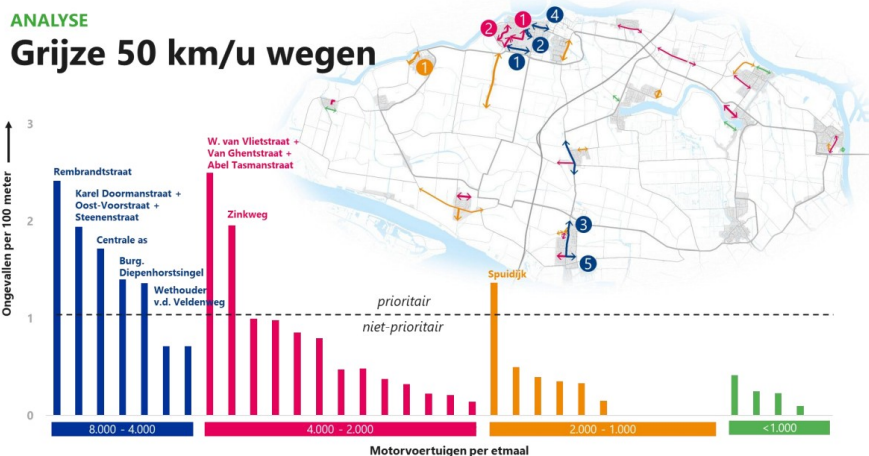 ANALYSE
Grijze 50 km/u wegen
2
1
4
2
1
1
3
5
Ongevallen per 100 meter
3
2
1
0
Rembrandtstraat
Karel Doormanstraat +
Oost-Voorstraat +
Steenenstraat
Centrale as
Burg.
Diepenhorstsingel
Wethouder
v.d. Veldenweg
W. van Vlietstraat +
Van Ghentstraat +
Abel Tasmanstraat
Zinkweg
Spuidijk
prioritair
niet-prioritair
8.000 - 4.000
4.000 - 2.000
2.000 - 1.000
<1.000
Motorvoertuigen per etmaal